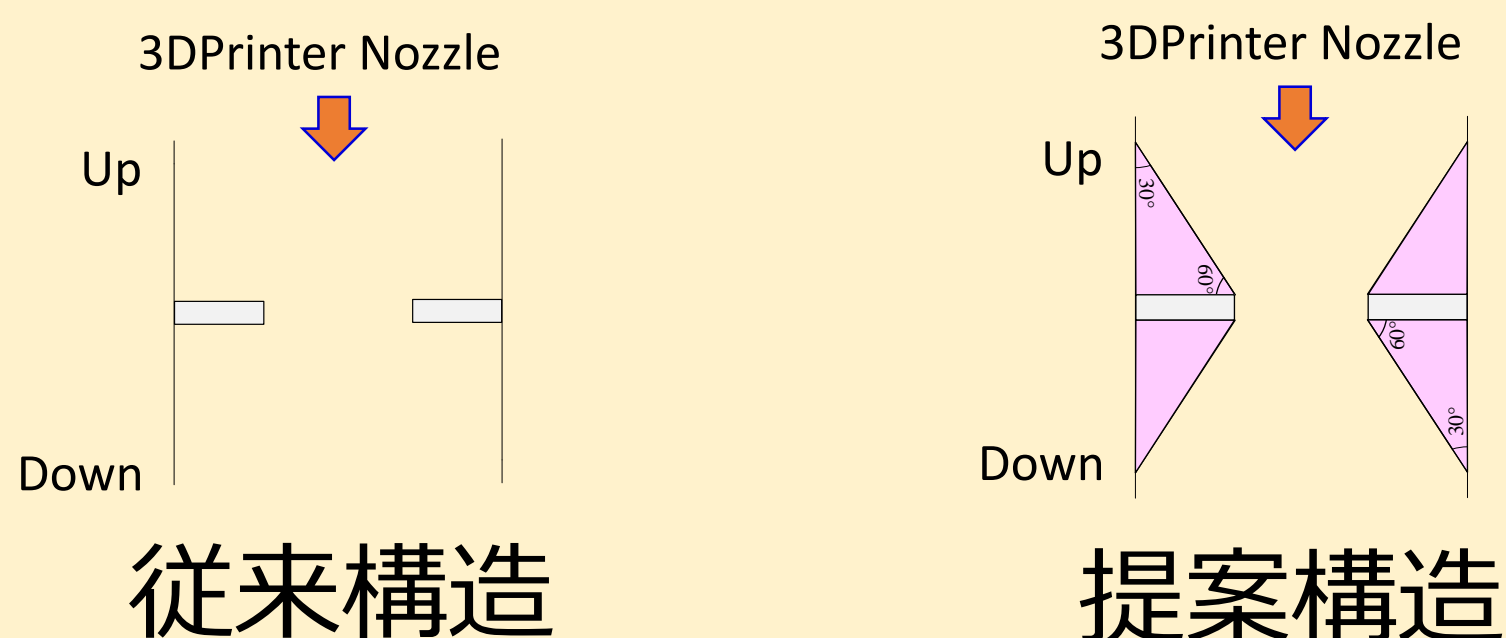 3DPrinter Nozzle
Up
Down
従来構造
3DPrinter Nozzle
Up
30°
60°
60°
30°
Down
提案構造